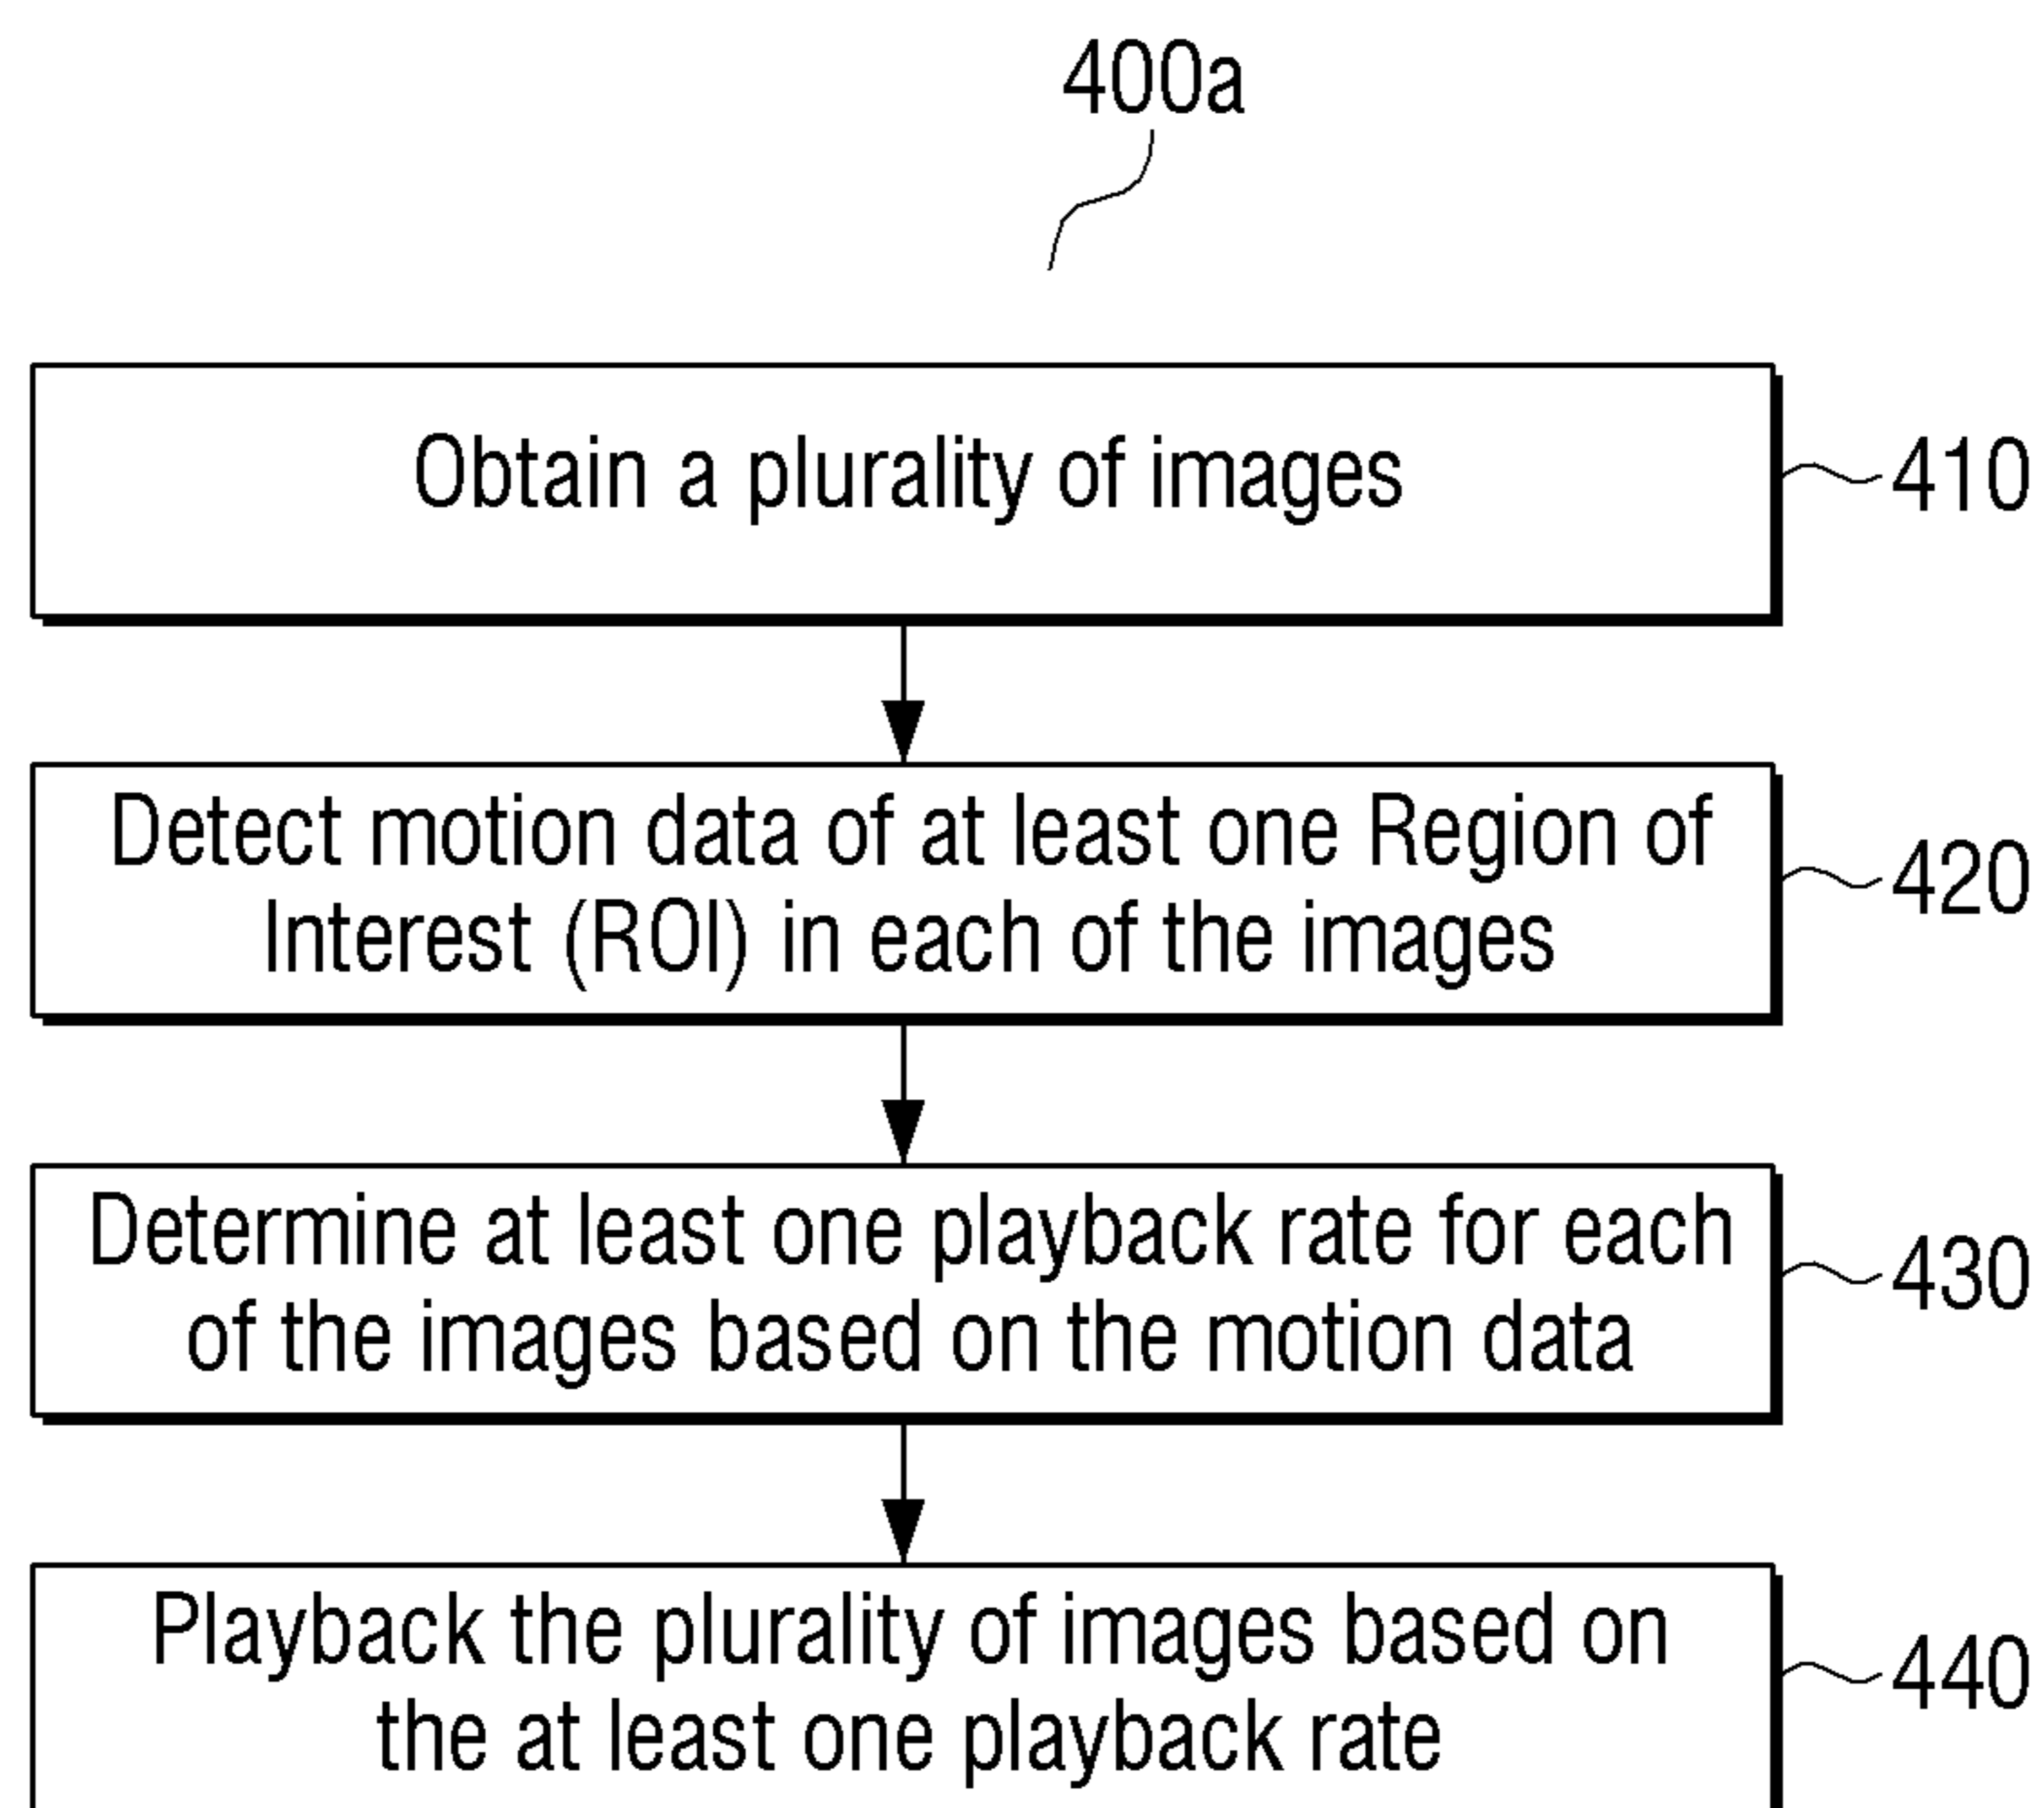 400a
Obtain a plurality of images
410
Detect motion data of at least one Region of
Interest (ROI) in each of the images
420
Determine at least one playback rate for each
of the images based on the motion data
430
Playback the plurality of images based on
the at least one playback rate
440